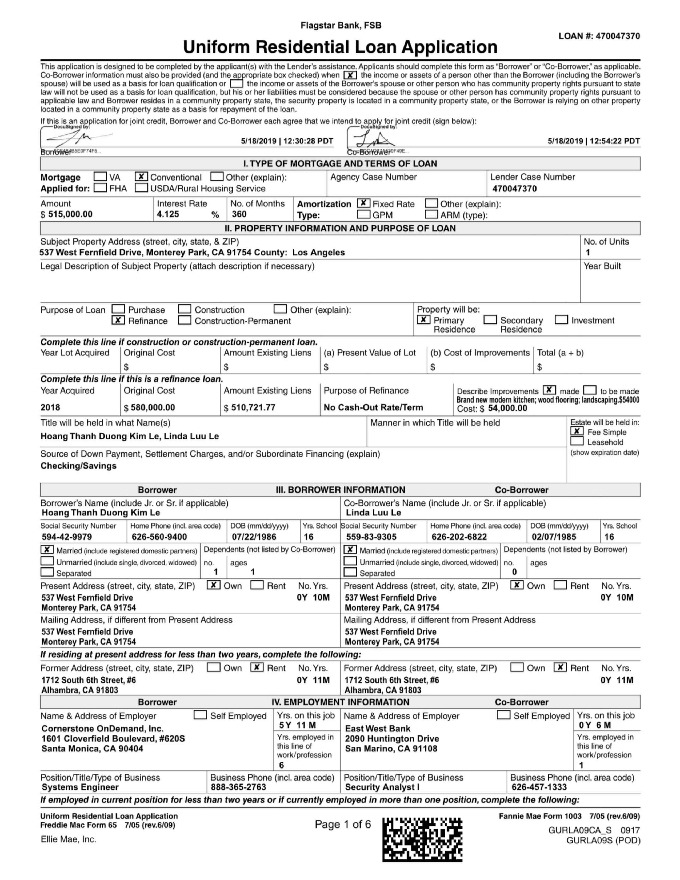 Flagstar Bank, FSB
LOAN #: 470047370
Uniform Residential Loan Application
This application is designed to be completed by the applicant(s) with the Lender's assistance. Applicants should complete this form as "Borrower" or "Co-Borrower," as applicable.
Co-Borrower information must also be provided (and the appropriate box checked) when [X] the income or assets of a person other than the Borrower (including the Borrower's
spouse) will be used as a basis for loan qualification or [ ] the income or assets of the Borrower's spouse or other person who has community property rights pursuant to state
law will not be used as a basis for loan qualification, but his or her liabilities must be considered because the spouse or other person has community property rights pursuant to
applicable law and Borrower resides in a community property state, the security property is located in a community property state, or the Borrower is relying on other property
located in a community property state as a basis for repayment of the loan.
If this is an application for joint credit, Borrower and Co-Borrower each agree that we intend to apply for joint credit (sign below):
DocuSigned by: DocuSigned by:
5/18/2019 | 12:30:28 PDT 5/18/2019 | 12:54:22 PDT
Borrower Co-Borrower
I. TYPE OF MORTGAGE AND TERMS OF LOAN
Mortgage [ ] VA [X] Conventional [ ] Other (explain): Agency Case Number Lender Case Number
Applied for: [ ] FHA [ ] USDA/Rural Housing Service 470047370
Amount Interest Rate No. of Months Amortization [X] Fixed Rate [ ] Other (explain):
$ 515,000.00 4.125 % 360 Type: [ ] GPM [ ] ARM (type):
II. PROPERTY INFORMATION AND PURPOSE OF LOAN
Subject Property Address (street, city, state, & ZIP) No. of Units
537 West Fernfield Drive, Monterey Park, CA 91754 County: Los Angeles 1
Legal Description of Subject Property (attach description if necessary) Year Built
Purpose of Loan [ ] Purchase [ ] Construction [ ] Other (explain): Property will be:
[X] Refinance [ ] Construction-Permanent [X] Primary Residence [ ] Secondary Residence [ ] Investment
Complete this line if construction or construction-permanent loan.
Year Lot Acquired Original Cost Amount Existing Liens (a) Present Value of Lot (b) Cost of Improvements Total (a + b)
$ $ $ $ $
Complete this line if this is a refinance loan.
Year Acquired Original Cost Amount Existing Liens Purpose of Refinance Describe Improvements [X] made [ ] to be made
Brand new modern kitchen; wood flooring; landscaping.$54000
2018 $ 580,000.00 $ 510,721.77 No Cash-Out Rate/Term Cost: $ 54,000.00
Title will be held in what Name(s) Manner in which Title will be held Estate will be held in:
Hoang Thanh Duong Kim Le, Linda Luu Le [X] Fee Simple
[ ] Leasehold
Source of Down Payment, Settlement Charges, and/or Subordinate Financing (explain) (show expiration date)
Checking/Savings
Borrower III. BORROWER INFORMATION Co-Borrower
Borrower's Name (include Jr. or Sr. if applicable) Co-Borrower's Name (include Jr. or Sr. if applicable)
Hoang Thanh Duong Kim Le Linda Luu Le
Social Security Number Home Phone (incl. area code) DOB (mm/dd/yyyy) Yrs. School Social Security Number Home Phone (incl. area code) DOB (mm/dd/yyyy) Yrs. School
594-42-9979 626-560-9400 07/22/1986 16 559-83-9305 626-202-6822 02/07/1985 16
[X] Married (include registered domestic partners) Dependents (not listed by Co-Borrower) [X] Married (include registered domestic partners) Dependents (not listed by Borrower)
[ ] Unmarried (include single, divorced, widowed) no. ages [ ] Unmarried (include single, divorced, widowed) no. ages
[ ] Separated 1 1 [ ] Separated 0
Present Address (street, city, state, ZIP) [X] Own [ ] Rent No. Yrs. Present Address (street, city, state, ZIP) [X] Own [ ] Rent No. Yrs.
537 West Fernfield Drive 0Y 10M 537 West Fernfield Drive 0Y 10M
Monterey Park, CA 91754 Monterey Park, CA 91754
Mailing Address, if different from Present Address Mailing Address, if different from Present Address
537 West Fernfield Drive 537 West Fernfield Drive
Monterey Park, CA 91754 Monterey Park, CA 91754
If residing at present address for less than two years, complete the following:
Former Address (street, city, state, ZIP) [ ] Own [X] Rent No. Yrs. Former Address (street, city, state, ZIP) [ ] Own [X] Rent No. Yrs.
1712 South 6th Street, #6 0Y 11M 1712 South 6th Street, #6 0Y 11M
Alhambra, CA 91803 Alhambra, CA 91803
Borrower IV. EMPLOYMENT INFORMATION Co-Borrower
Name & Address of Employer [ ] Self Employed Yrs. on this job Name & Address of Employer [ ] Self Employed Yrs. on this job
Cornerstone OnDemand, Inc. 5 Y 11 M East West Bank 0Y 6 M
1601 Cloverfield Boulevard, #620S Yrs. employed in this line of work/profession 2090 Huntington Drive Yrs. employed in this line of work/profession
Santa Monica, CA 90404 6 San Marino, CA 91108 1
Position/Title/Type of Business Business Phone (incl. area code) Position/Title/Type of Business Business Phone (incl. area code)
Systems Engineer 888-365-2763 Security Analyst I 626-457-1333
If employed in current position for less than two years or if currently employed in more than one position, complete the following:
Uniform Residential Loan Application Fannie Mae Form 1003 7/05 (rev.6/09)
Freddie Mac Form 65 7/05 (rev.6/09) Page 1 of 6
GURLA09CA_S 0917
Ellie Mae, Inc. GURLA09S (POD)